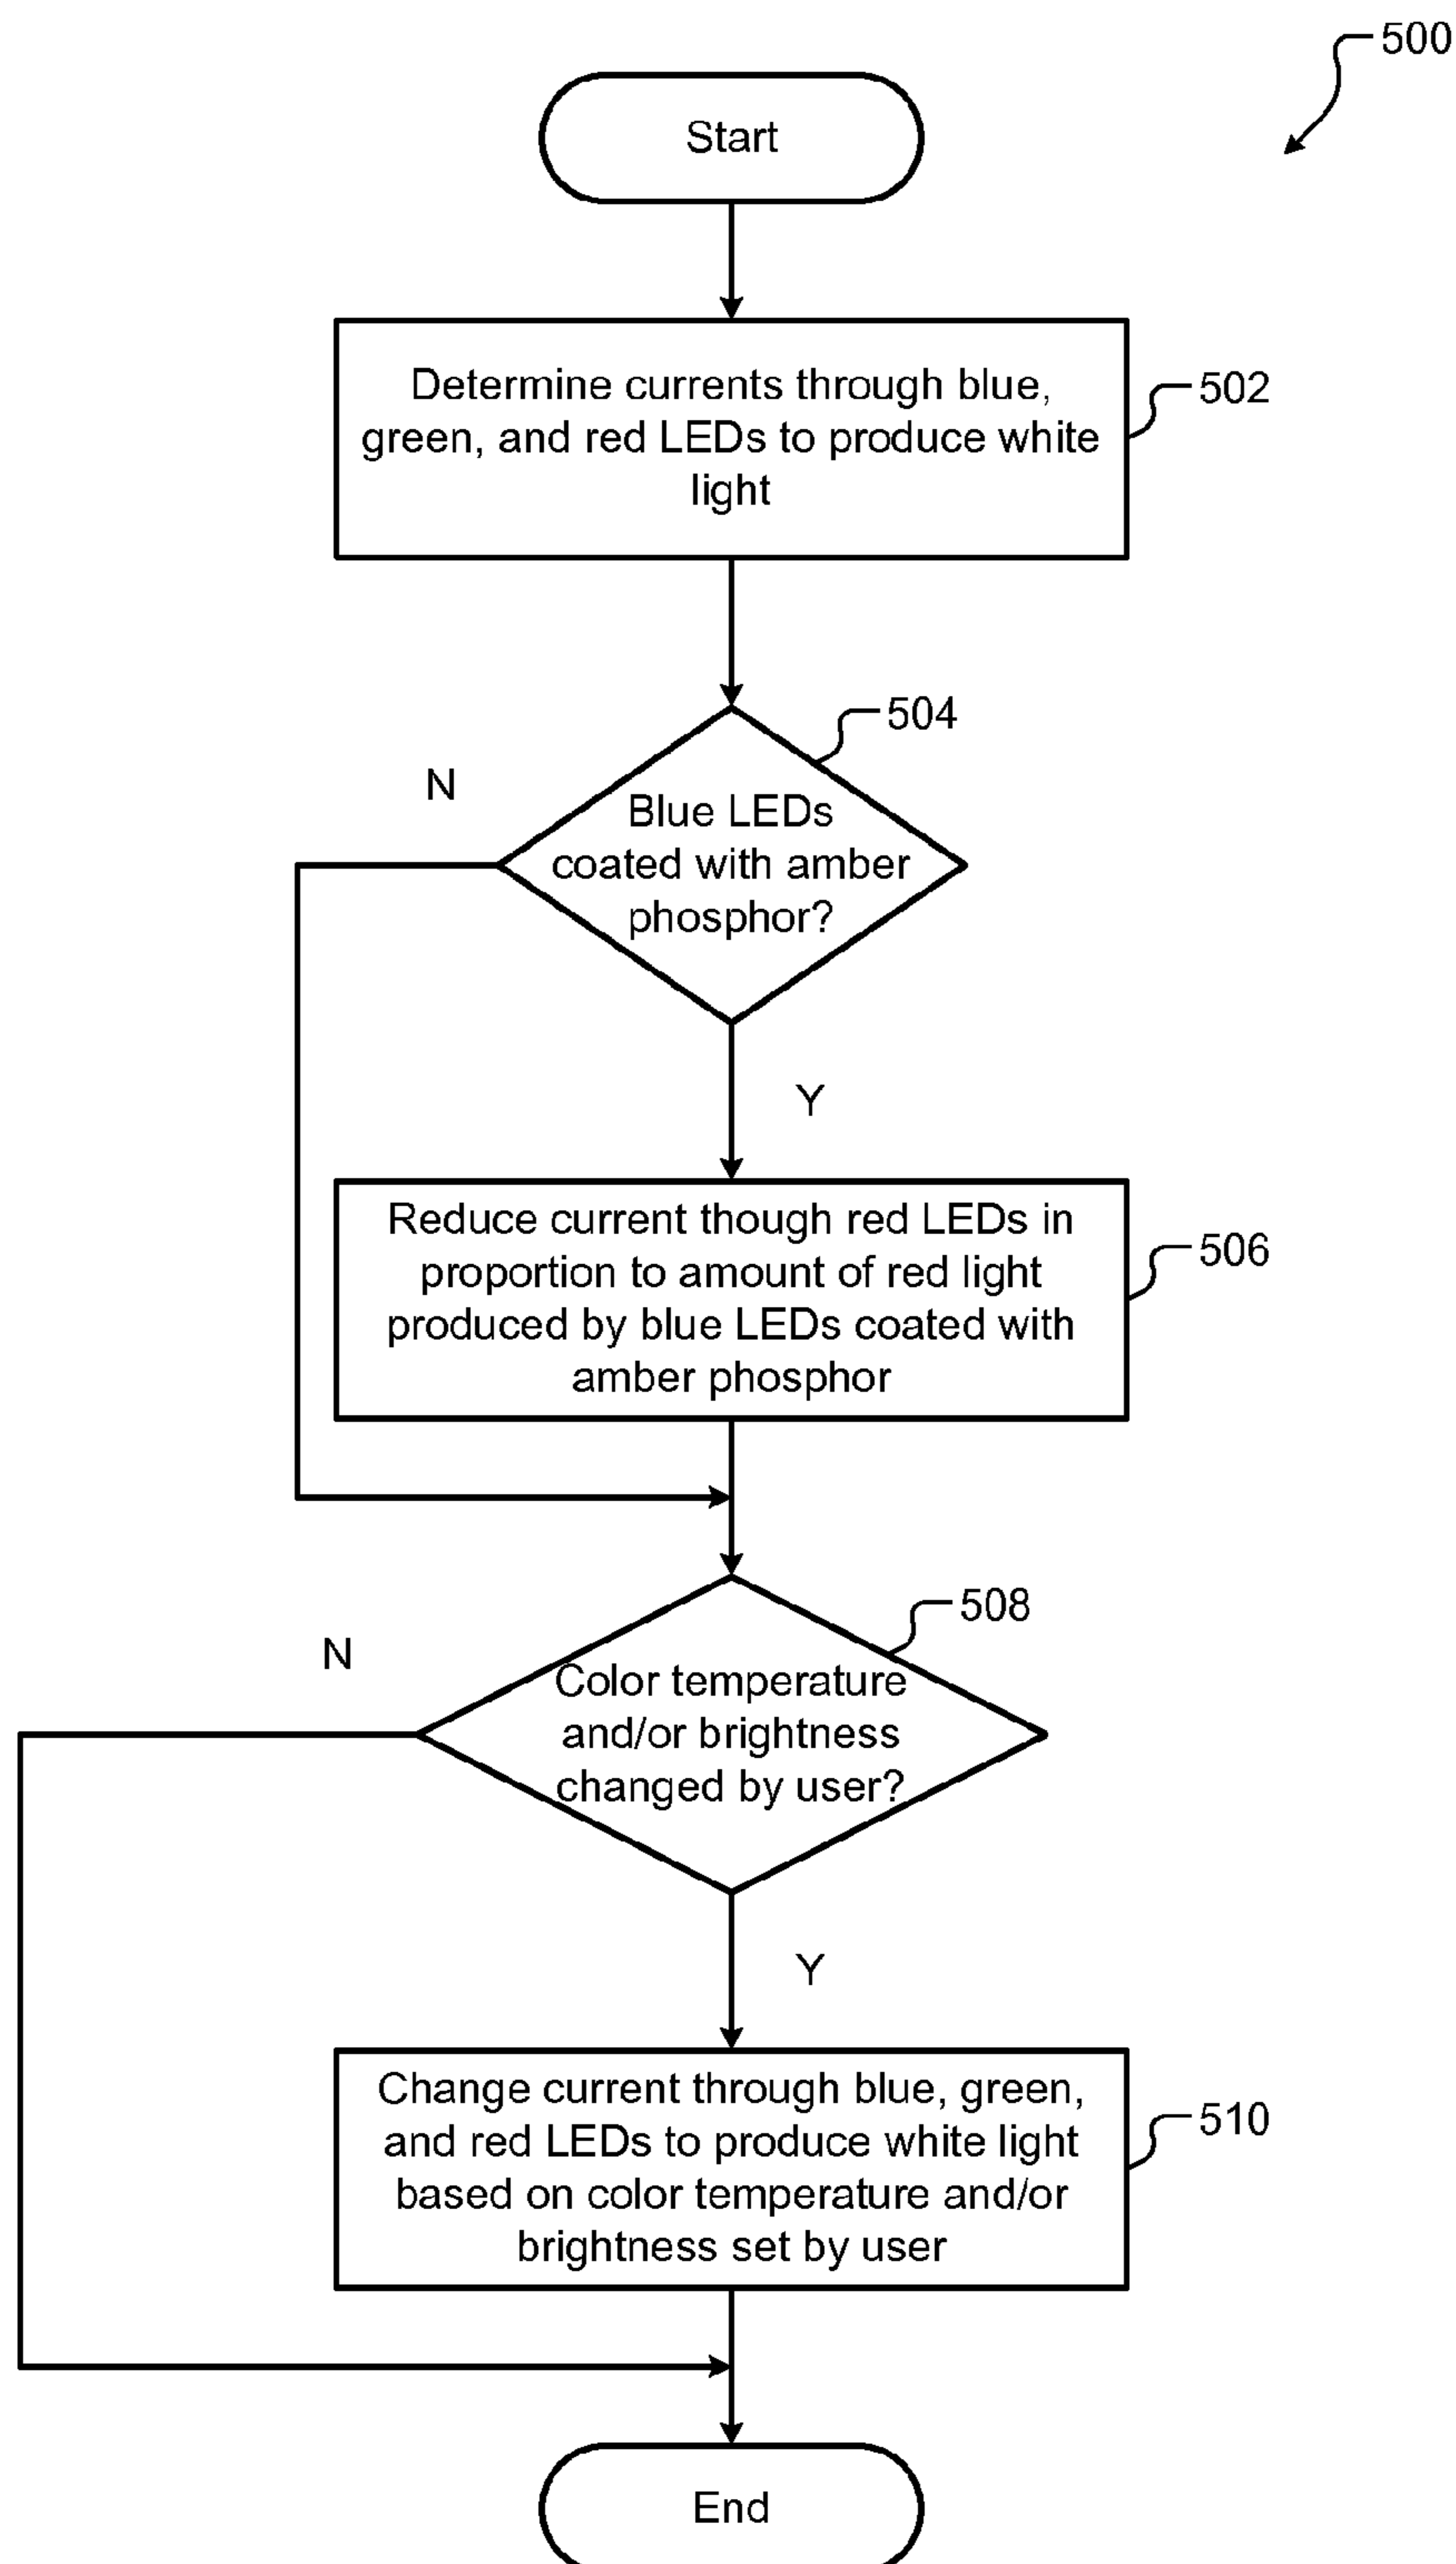 500
Start
Determine currents through blue,
green, and red LEDs to produce white
light
502
504
N
Blue LEDs
coated with amber
phosphor?
Y
Reduce current though red LEDs in
proportion to amount of red light
produced by blue LEDs coated with
amber phosphor
506
508
N
Color temperature
and/or brightness
changed by user?
Y
Change current through blue, green,
and red LEDs to produce white light
based on color temperature and/or
brightness set by user
510
End